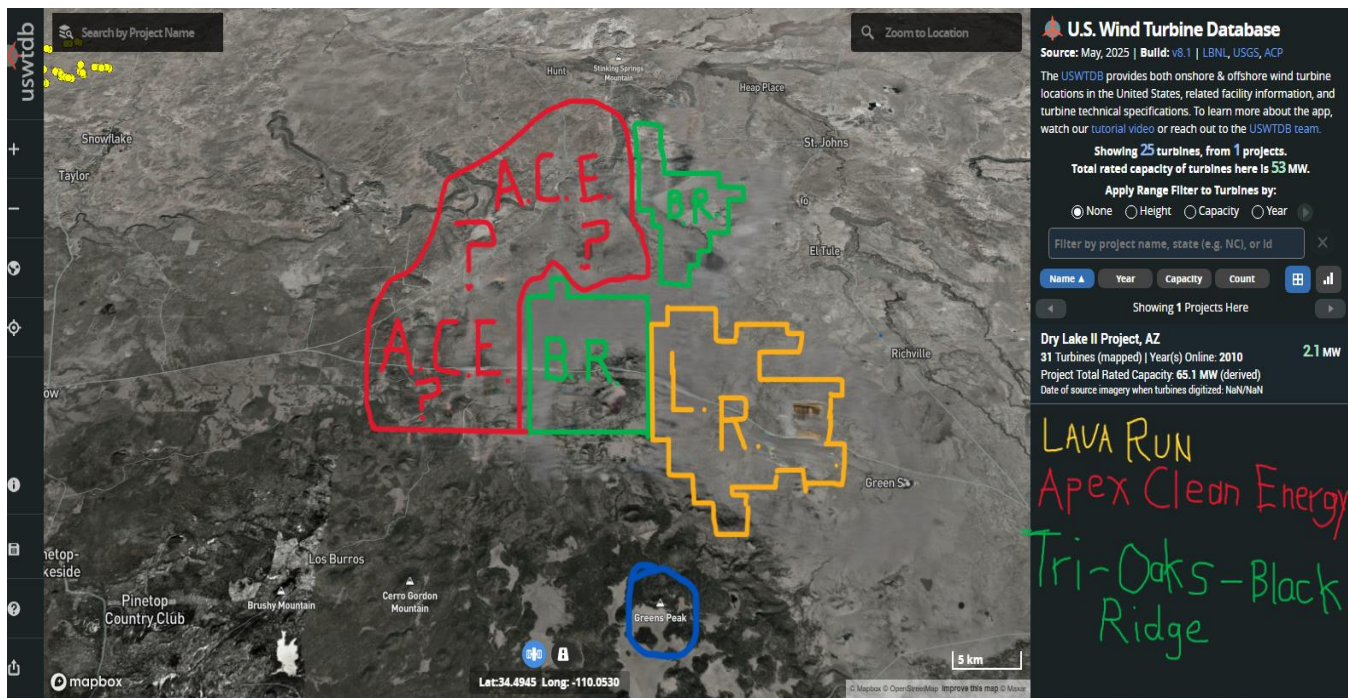 uswtdb
Search by Project Name
Zoom to Location
Hunt
Stinking Springs
Mountain
Heap Place
Snowflake
Taylor
St. Johns
A.C.E.
?
?
B.R.
El Tule
A.C.E.
?
B.R.
L.R.
Richville
ow
Los Burros
Cerro Gordon
Mountain
Brushy Mountain
Pinetop
Country Club
netop-
keside
Greens Peak
5 km
Lat:34.4945 Long: -110.0530
mapbox
© Mapbox © OpenStreetMap Improve this map © Maxar
U.S. Wind Turbine Database
Source: May, 2025 | Build: v8.1 | LBNL, USGS, ACP
The USWTDB provides both onshore & offshore wind turbine
locations in the United States, related facility information, and
turbine technical specifications. To learn more about the app,
watch our tutorial video or reach out to the USWTDB team.
Showing 25 turbines, from 1 projects.
Total rated capacity of turbines here is 53 MW.
Apply Range Filter to Turbines by:
None Height Capacity Year
Filter by project name, state (e.g. NC), or Id
Name ▲ Year Capacity Count
Showing 1 Projects Here
Dry Lake II Project, AZ
31 Turbines (mapped) | Year(s) Online: 2010
2.1 MW
Project Total Rated Capacity: 65.1 MW (derived)
Date of source imagery when turbines digitized: NaN/NaN
LAVA RUN
Apex Clean Energy
Tri-Oaks-Black
Ridge